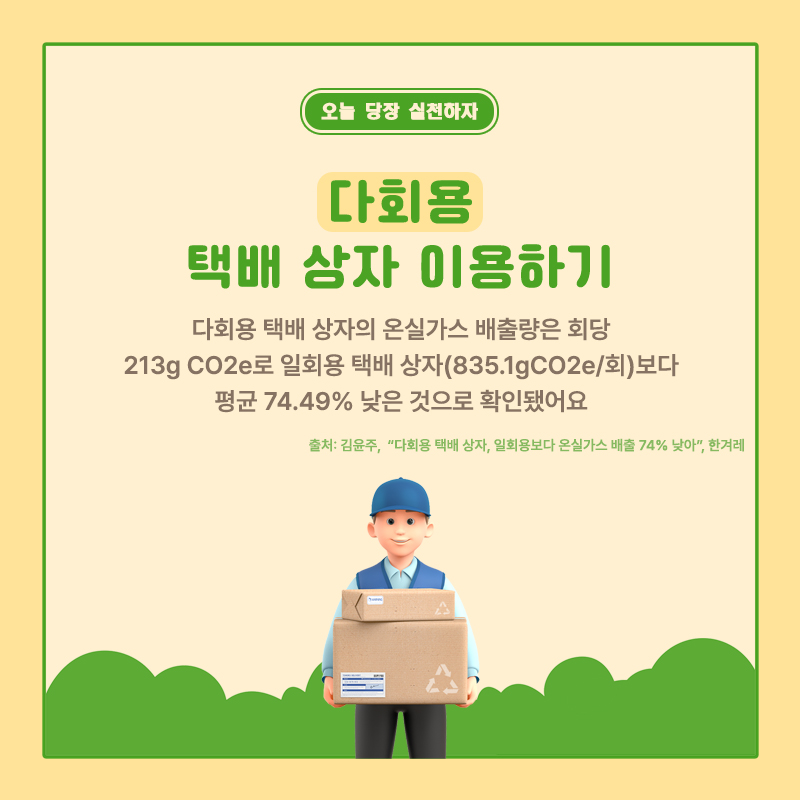 오늘 당장 실천하자
다회용
택배 상자 이용하기
다회용 택배 상자의 온실가스 배출량은 회당
213g CO2e로 일회용 택배 상자(835.1gCO2e/회)보다
평균 74.49% 낮은 것으로 확인됐어요
출처: 김윤주, “다회용 택배 상자, 일회용보다 온실가스 배출 74% 낮아”, 한겨레